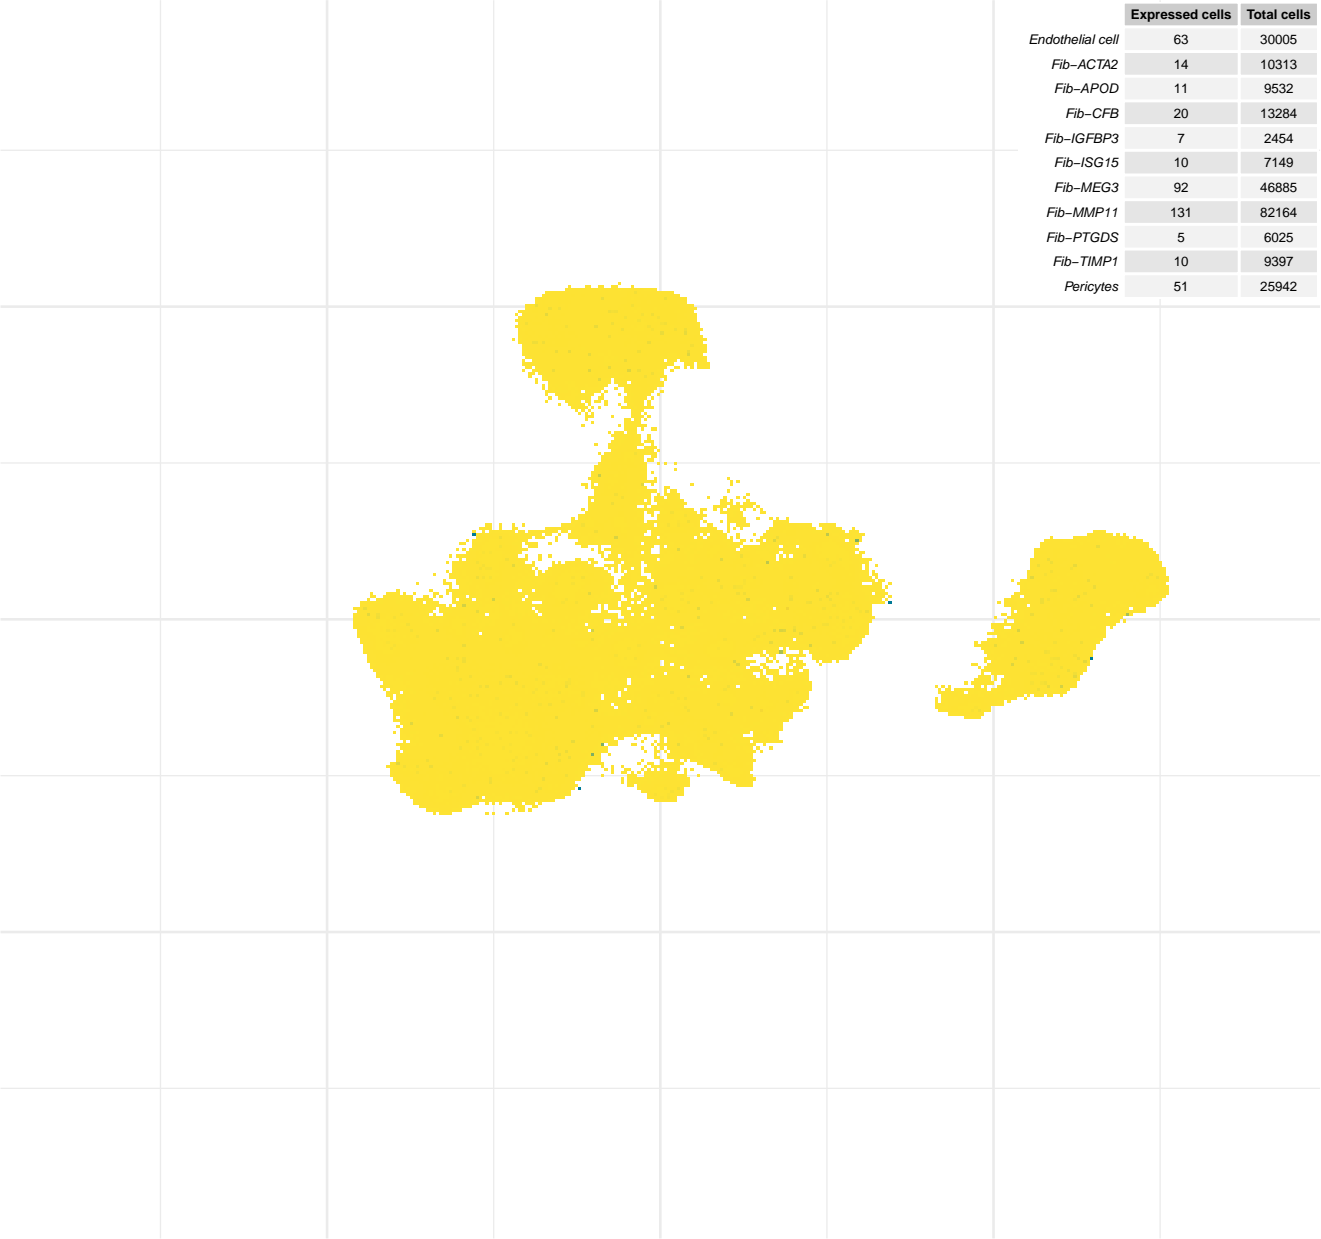 Expressed cells Total cells
Endothelial cell 63 30005
Fib−ACTA2 14 10313
Fib−APOD 11 9532
Fib−CFB 20 13284
Fib−IGFBP3 7 2454
Fib−ISG15 10 7149
Fib−MEG3 92 46885
Fib−MMP11 131 82164
Fib−PTGDS 5 6025
Fib−TIMP1 10 9397
Pericytes 51 25942